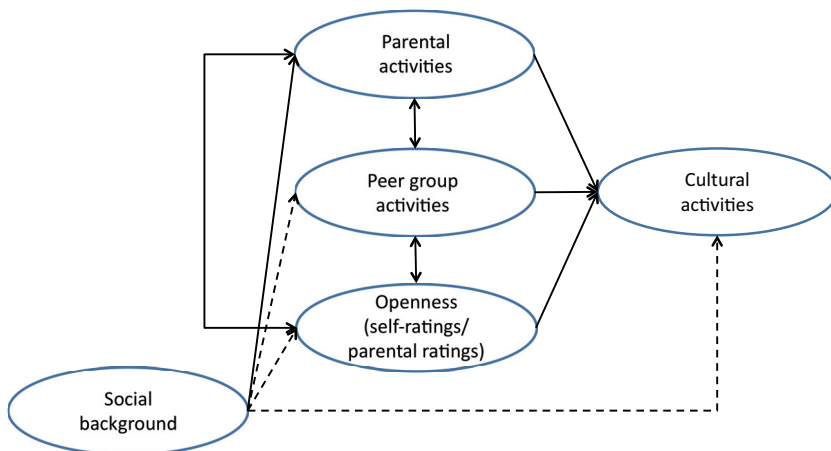 Parental
activities
Peer group
activities
Cultural
activities
Openness
(self-ratings/
parental ratings)
Social
background